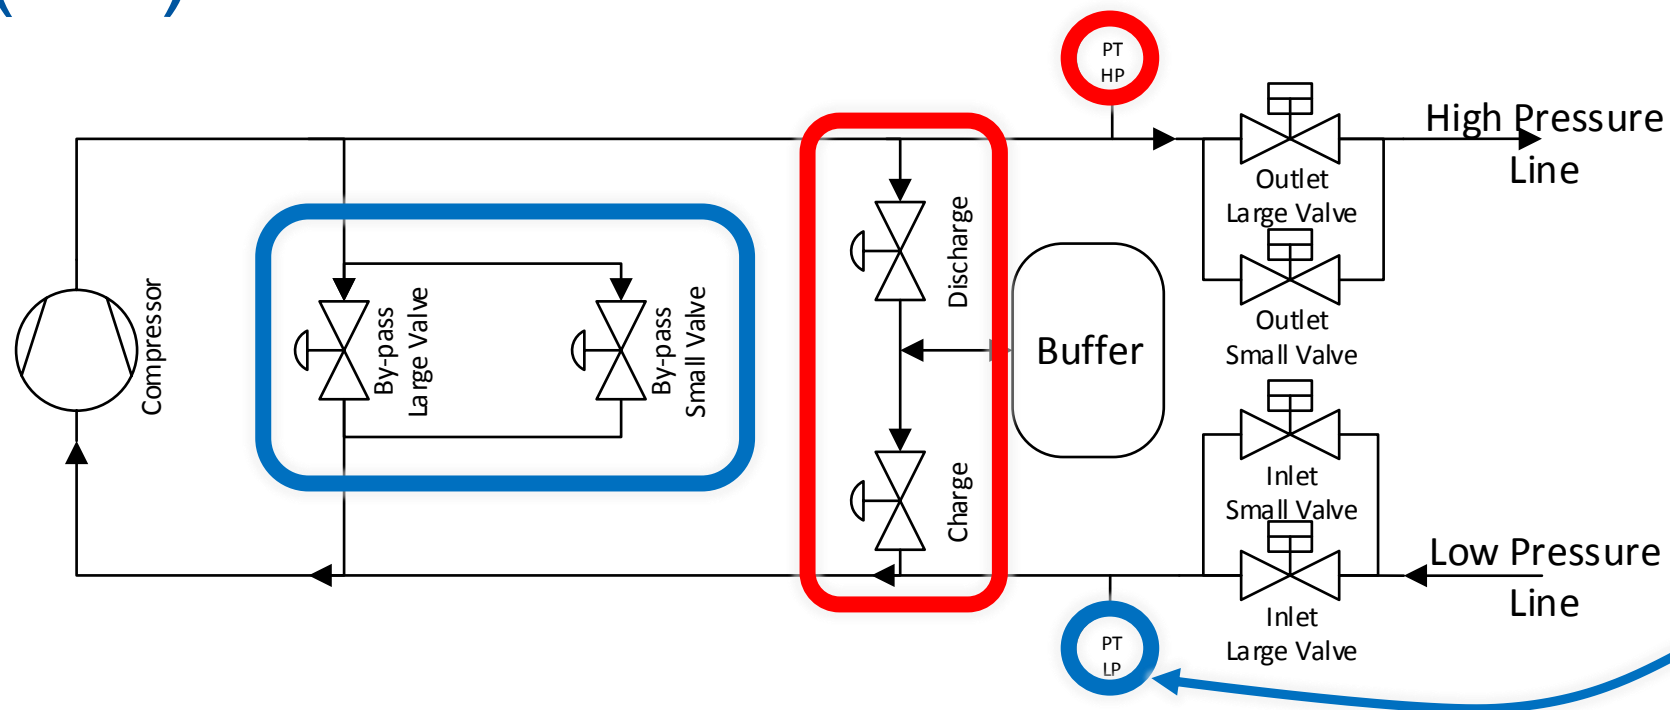 PT
HP
High Pressure
Line
Outlet
Large Valve
Outlet
Small Valve
Discharge
Compressor
By-pass
Large Valve
By-pass
Small Valve
Buffer
Charge
Inlet
Small Valve
Low Pressure
Line
Inlet
Large Valve
PT
LP